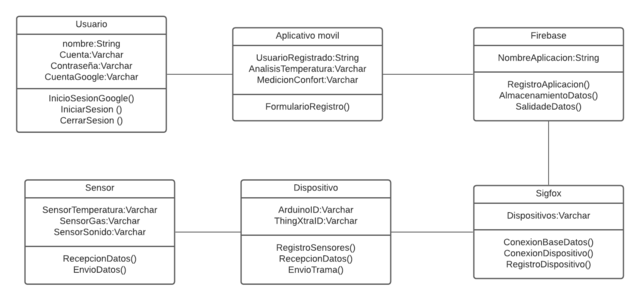 Usuario
nombre:String
Cuenta:Varchar
Contraseña:Varchar
CuentaGoogle:Varchar
InicioSesionGoogle()
IniciarSesion ()
CerrarSesion ()
Aplicativo movil
UsuarioRegistrado:String
AnalisisTemperatura:Varchar
MedicionConfort:Varchar
FormularioRegistro()
Firebase
NombreAplicacion:String
RegistroAplicacion()
AlmacenamientoDatos()
SalidadeDatos()
Sensor
SensorTemperatura:Varchar
SensorGas:Varchar
SensorSonido:Varchar
RecepcionDatos()
EnvioDatos()
Dispositivo
ArduinoID:Varchar
ThingXtraID:Varchar
RegistroSensores()
RecepcionDatos()
EnvioTrama()
Sigfox
Dispositivos:Varchar
ConexionBaseDatos()
ConexionDispositivo()
RegistroDispositivo()